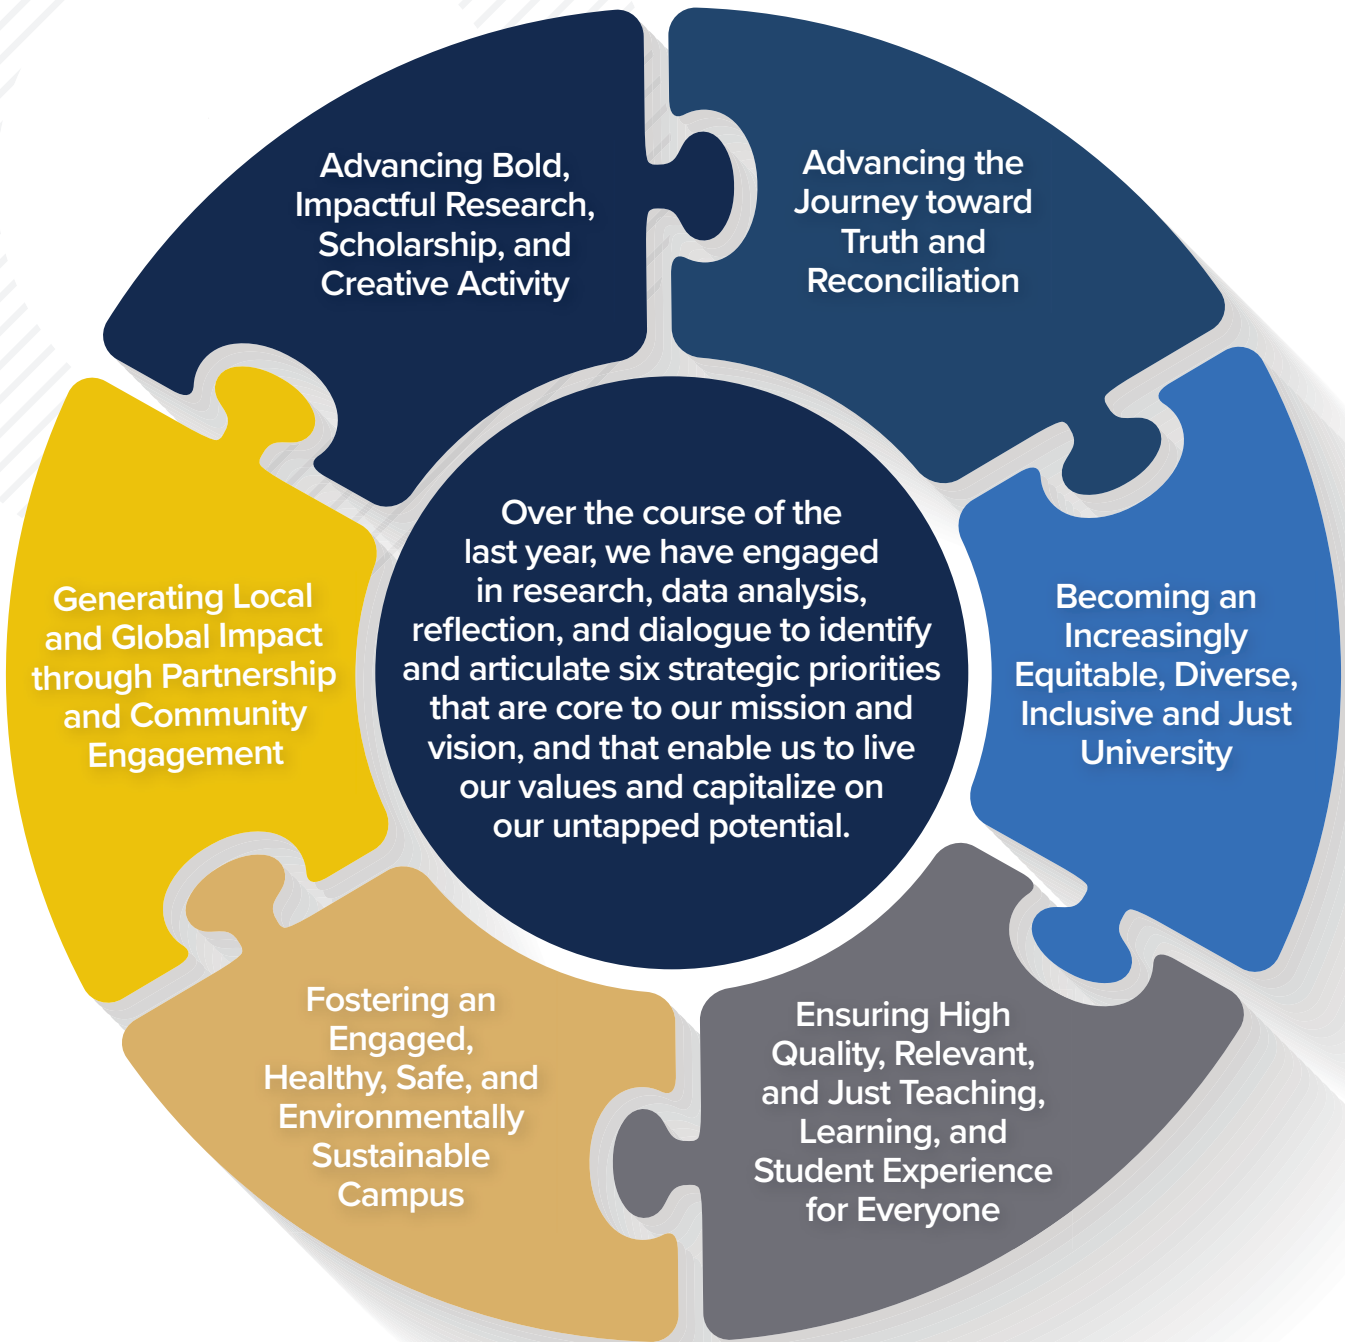 Advancing Bold,
Impactful Research,
Scholarship, and
Creative Activity
Advancing the
Journey toward
Truth and
Reconciliation
Generating Local
and Global Impact
through Partnership
and Community
Engagement
Over the course of the
last year, we have engaged
in research, data analysis,
reflection, and dialogue to identify
and articulate six strategic priorities
that are core to our mission and
vision, and that enable us to live
our values and capitalize on
our untapped potential.
Becoming an
Increasingly
Equitable, Diverse,
Inclusive and Just
University
Fostering an
Engaged,
Healthy, Safe, and
Environmentally
Sustainable
Campus
Ensuring High
Quality, Relevant,
and Just Teaching,
Learning, and
Student Experience
for Everyone